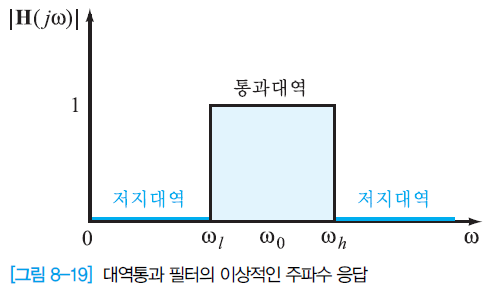 |H(jω)|
통과대역
1
저지대역 저지대역
0 ω_l ω_0 ω_h ω
[그림 8-19] 대역통과 필터의 이상적인 주파수 응답